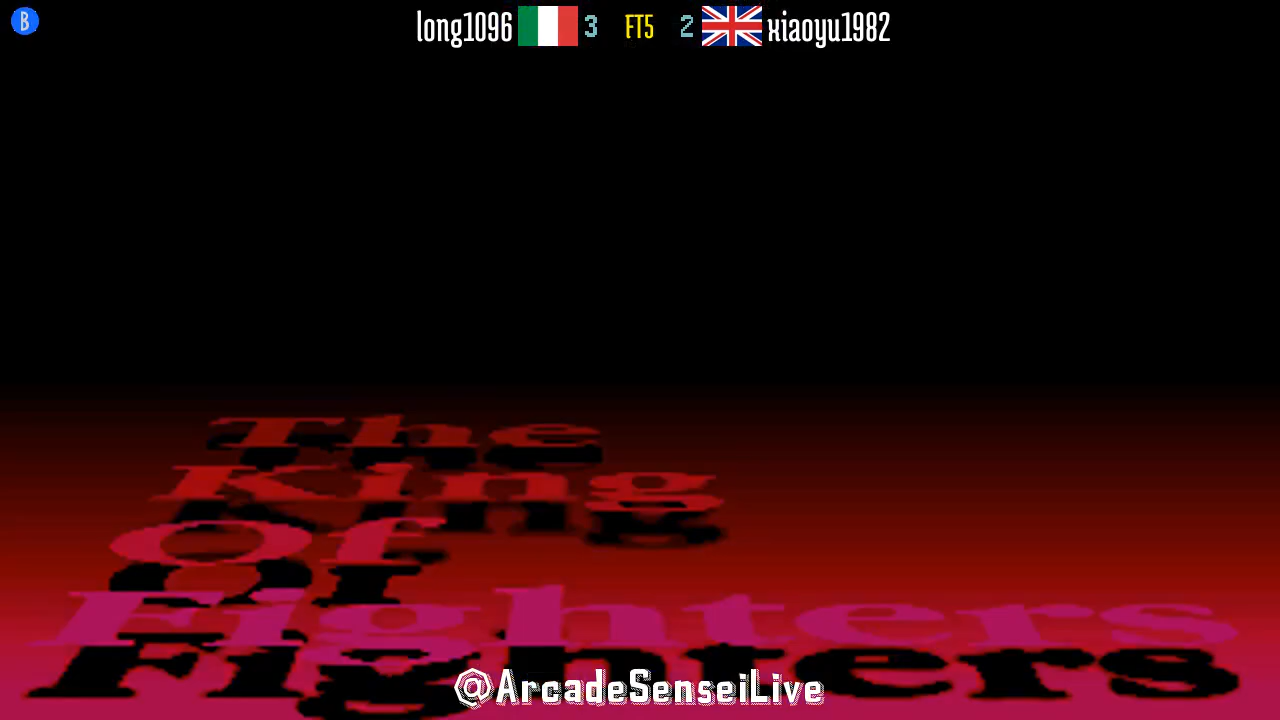 B
long1096 3 FT5 2 xiaoyu1982
The
King
Of
Fighters
@ArcadeSenseiLive